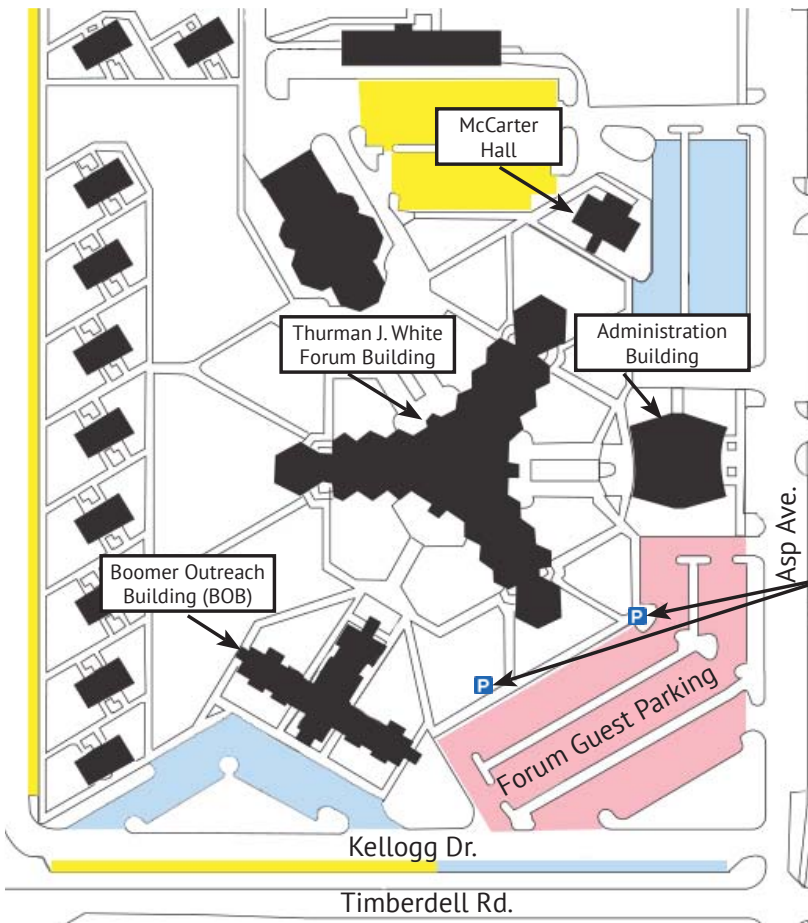 McCarter
Hall
Thurman J. White
Forum Building
Administration
Building
Asp Ave.
Boomer Outreach
Building (BOB)
P
P
Forum Guest Parking
Kellogg Dr.
Timberdell Rd.